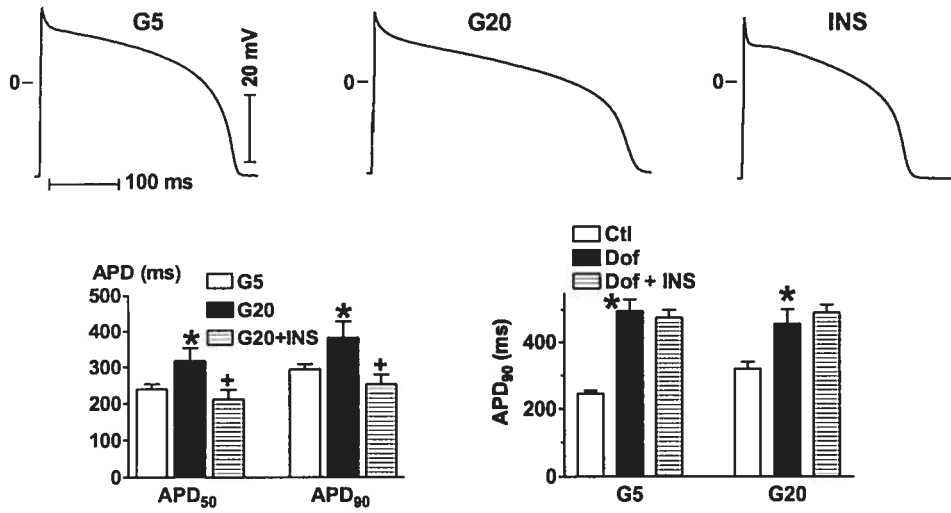 G5
G20
INS
0
20 mV
0
0
100 ms
APD (ms)
G5
G20
G20+INS
500
400
300
200
100
0
*
+
*
+
APD50
APD90
Ctl
Dof
Dof + INS
APD90 (ms)
400
200
0
*
*
G5
G20